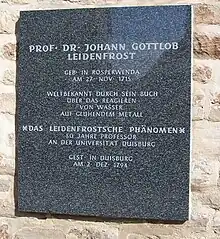 PROF· DR· JOHANN GOTTLOB
LEIDENFROST
GEB· IN ROSPERWENDA
AM 27· NOV· 1715
WELTBEKANNT DURCH SEIN BUCH
ÜBER DAS REAGIEREN
VON WASSER
AUF GLÜHENDEM METALL
»DAS LEIDENFROSTSCHE PHÄNOMEN«
50 JAHRE PROFESSOR
AN DER UNIVERSITÄT DUISBURG
GEST· IN DUISBURG
AM 2· DEZ· 1794